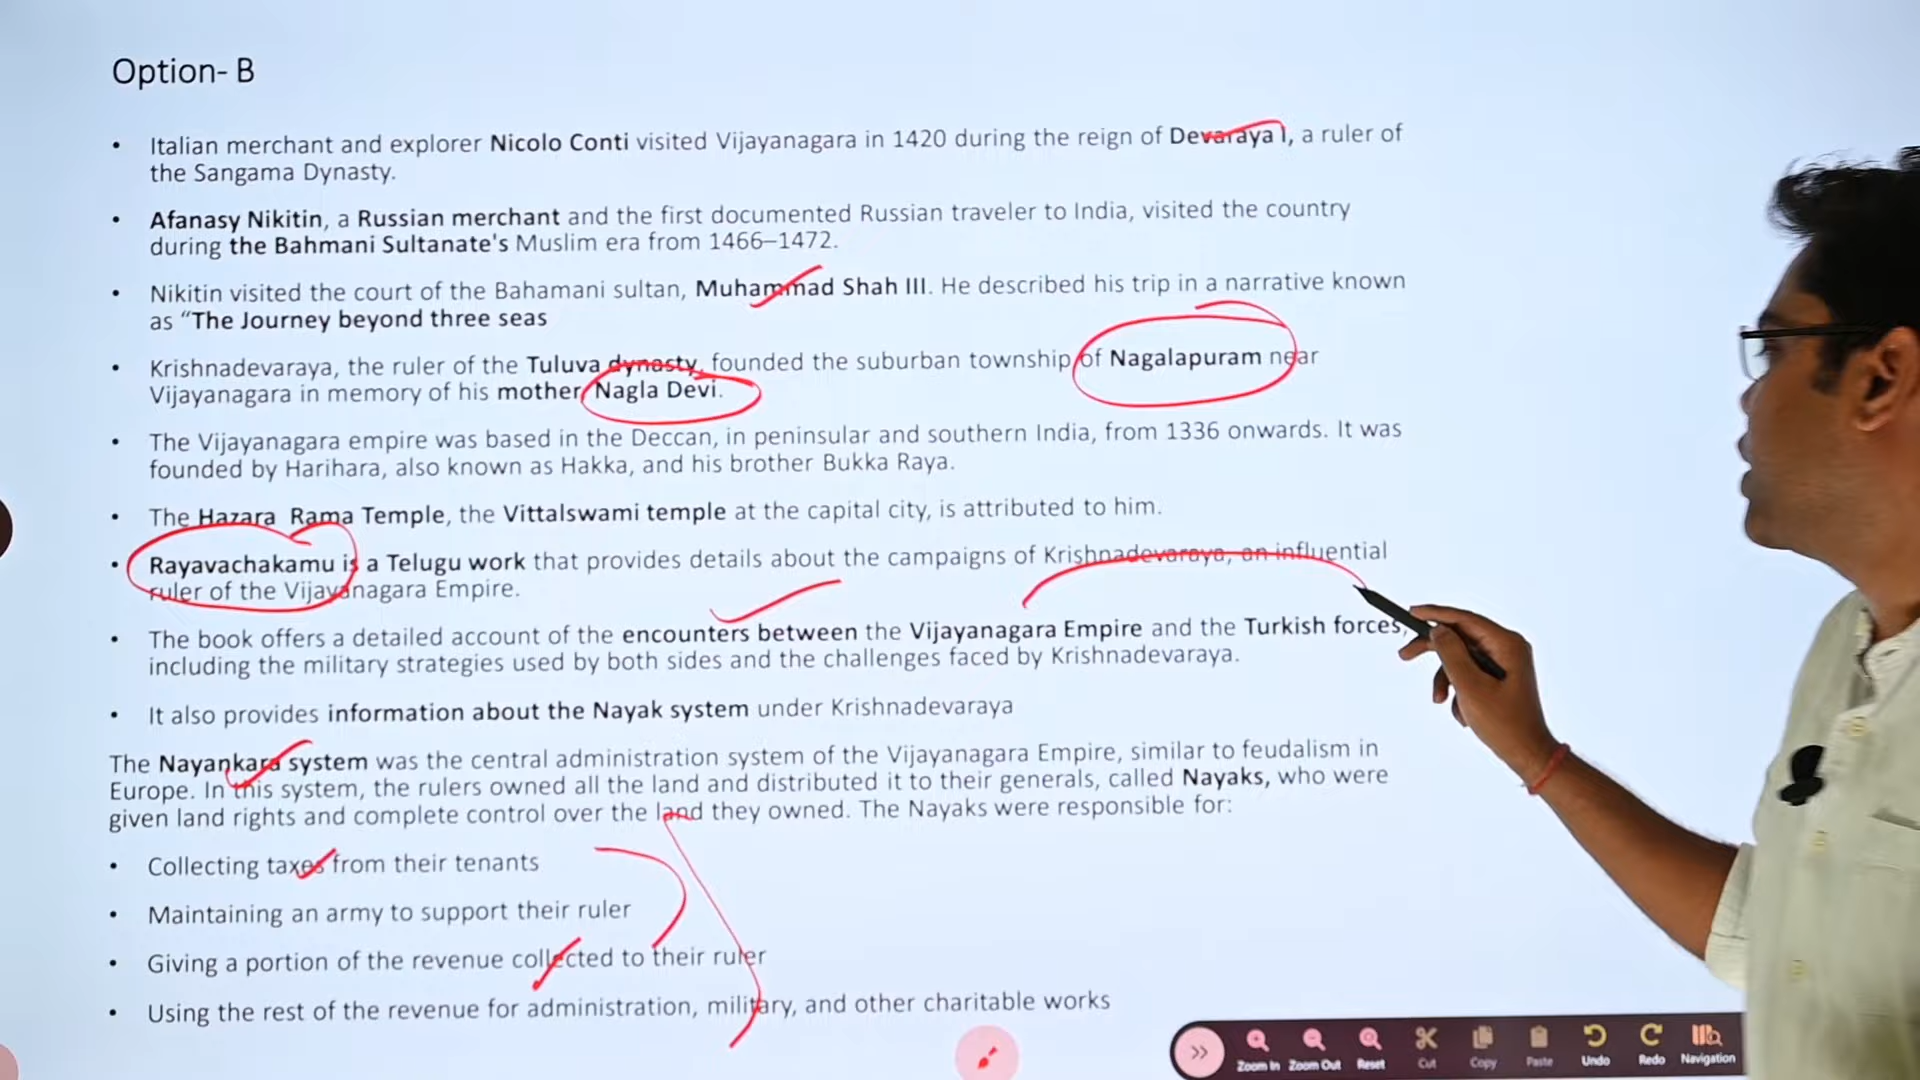 Option- B
• Italian merchant and explorer Nicolo Conti visited Vijayanagara in 1420 during the reign of Devaraya I, a ruler of
the Sangama Dynasty.
• Afanasy Nikitin, a Russian merchant and the first documented Russian traveler to India, visited the country
during the Bahmani Sultanate's Muslim era from 1466–1472.
• Nikitin visited the court of the Bahamani sultan, Muhammad Shah III. He described his trip in a narrative known
as “The Journey beyond three seas
• Krishnadevaraya, the ruler of the Tuluva dynasty, founded the suburban township of Nagalapuram near
Vijayanagara in memory of his mother Nagla Devi.
• The Vijayanagara empire was based in the Deccan, in peninsular and southern India, from 1336 onwards. It was
founded by Harihara, also known as Hakka, and his brother Bukka Raya.
• The Hazara Rama Temple, the Vittalswami temple at the capital city, is attributed to him.
• Rayavachakamu is a Telugu work that provides details about the campaigns of Krishnadevaraya, an influential
ruler of the Vijayanagara Empire.
• The book offers a detailed account of the encounters between the Vijayanagara Empire and the Turkish forces,
including the military strategies used by both sides and the challenges faced by Krishnadevaraya.
• It also provides information about the Nayak system under Krishnadevaraya
The Nayankara system was the central administration system of the Vijayanagara Empire, similar to feudalism in
Europe. In this system, the rulers owned all the land and distributed it to their generals, called Nayaks, who were
given land rights and complete control over the land they owned. The Nayaks were responsible for:
• Collecting taxes from their tenants
• Maintaining an army to support their ruler
• Giving a portion of the revenue collected to their ruler
• Using the rest of the revenue for administration, military, and other charitable works
Zoom In Zoom Out Reset Cut Copy Paste Undo Redo Navigation